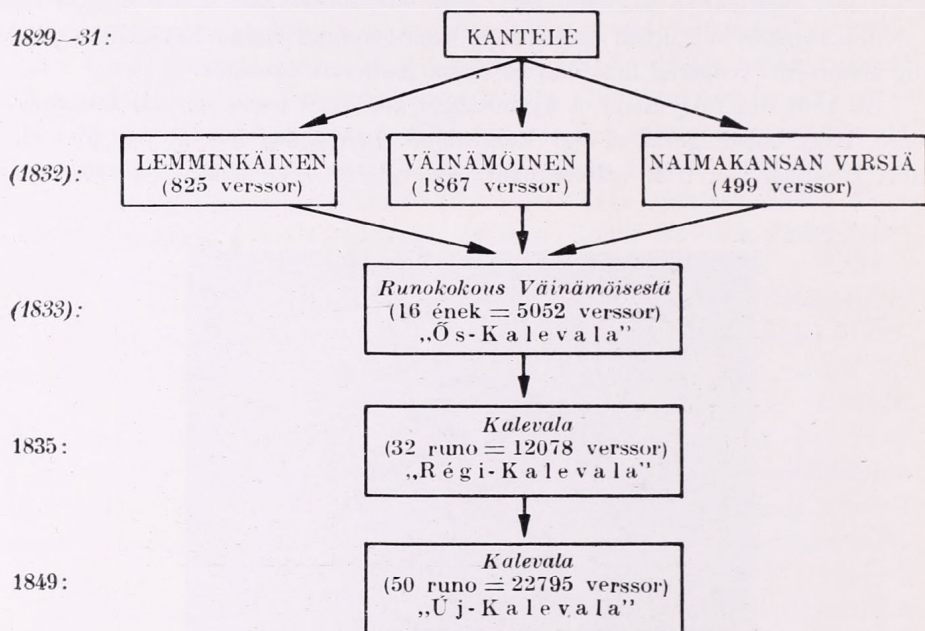 1829—31:
KANTELE
(1832):
LEMMINKÄINEN
(825 verssor)
VÄINÄMÖINEN
(1867 verssor)
NAIMAKANSAN VIRSIÄ
(499 verssor)
(1833):
Runokokous Väinämöisestä
(16 ének = 5052 verssor)
„Ős-Kalevala”
1835:
Kalevala
(32 runo = 12078 verssor)
„Régi-Kalevala”
1849:
Kalevala
(50 runo = 22795 verssor)
„Új-Kalevala”